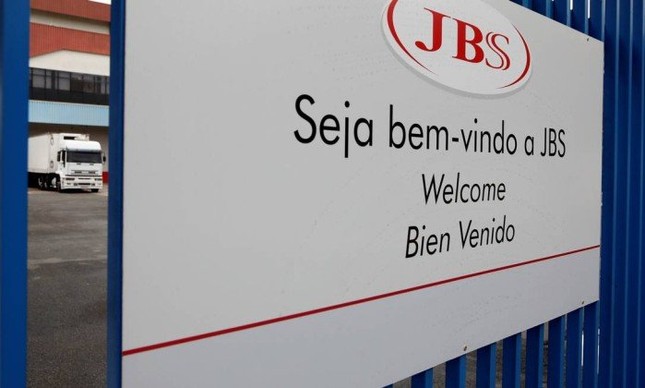 JBS
Seja bem-vindo a JBS
Welcome
Bien Venido